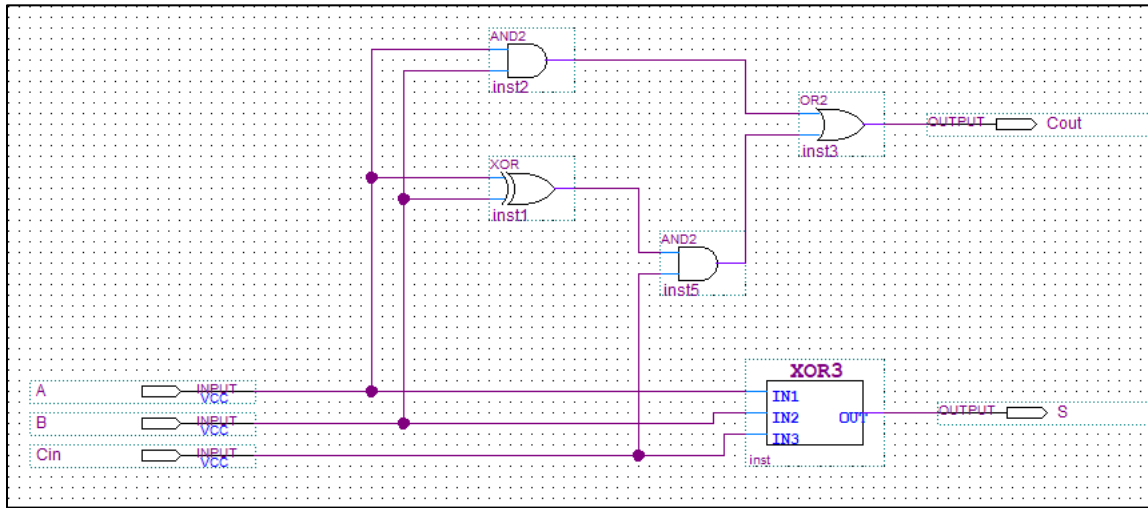 AND2
inst2
OR2
inst3
OUTPUT
Cout
XOR
inst1
AND2
inst5
A
INPUT
VCC
B
INPUT
VCC
Cin
INPUT
VCC
XOR3
IN1
IN2
IN3
OUT
inst
OUTPUT
S